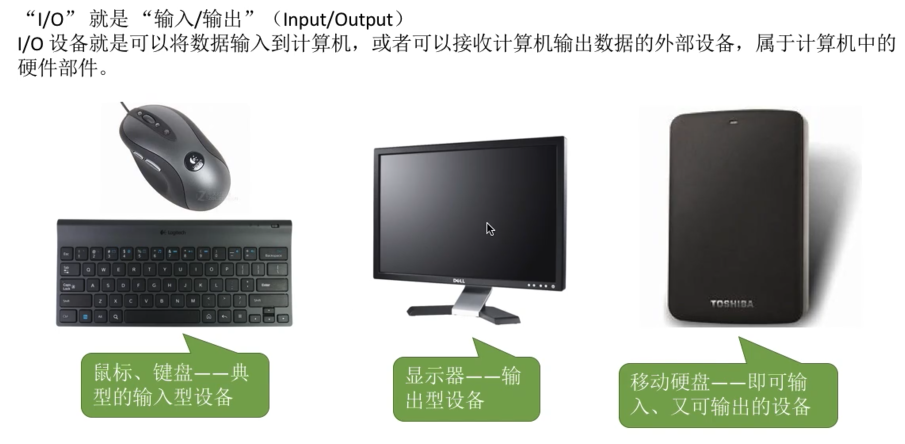 “I/O” 就是 “输入/输出”（Input/Output）
I/O 设备就是可以将数据输入到计算机，或者可以接收计算机输出数据的外部设备，属于计算机中的
硬件部件。
DELL
TOSHIBA
鼠标、键盘——典
型的输入型设备
显示器——输
出型设备
移动硬盘——即可输
入、又可输出的设备